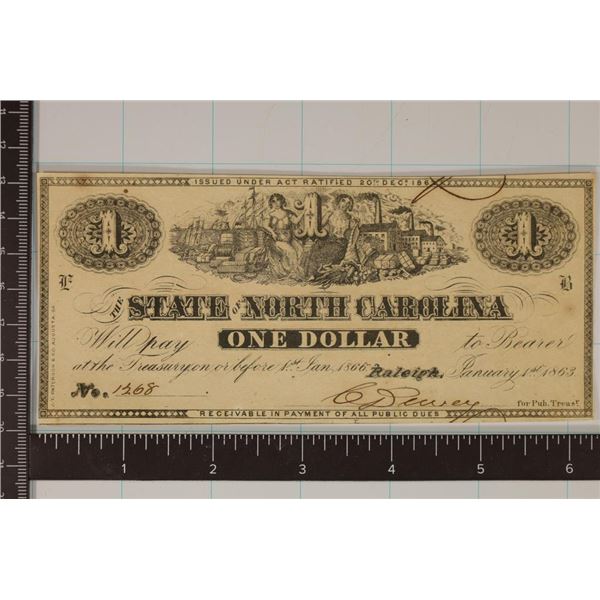 ISSUED UNDER ACT RATIFIED 20TH DECR. 186
1 1 1
THE STATE OF NORTH CAROLINA
Will pay ONE DOLLAR to Bearer
at the Treasury, on or before 1st Jan. 1866. Raleigh, January 1st 1863
No. 1268 C Dewey for Pub. Treasr.
RECEIVABLE IN PAYMENT OF ALL PUBLIC DUES
B
1 2 3 4 5 6